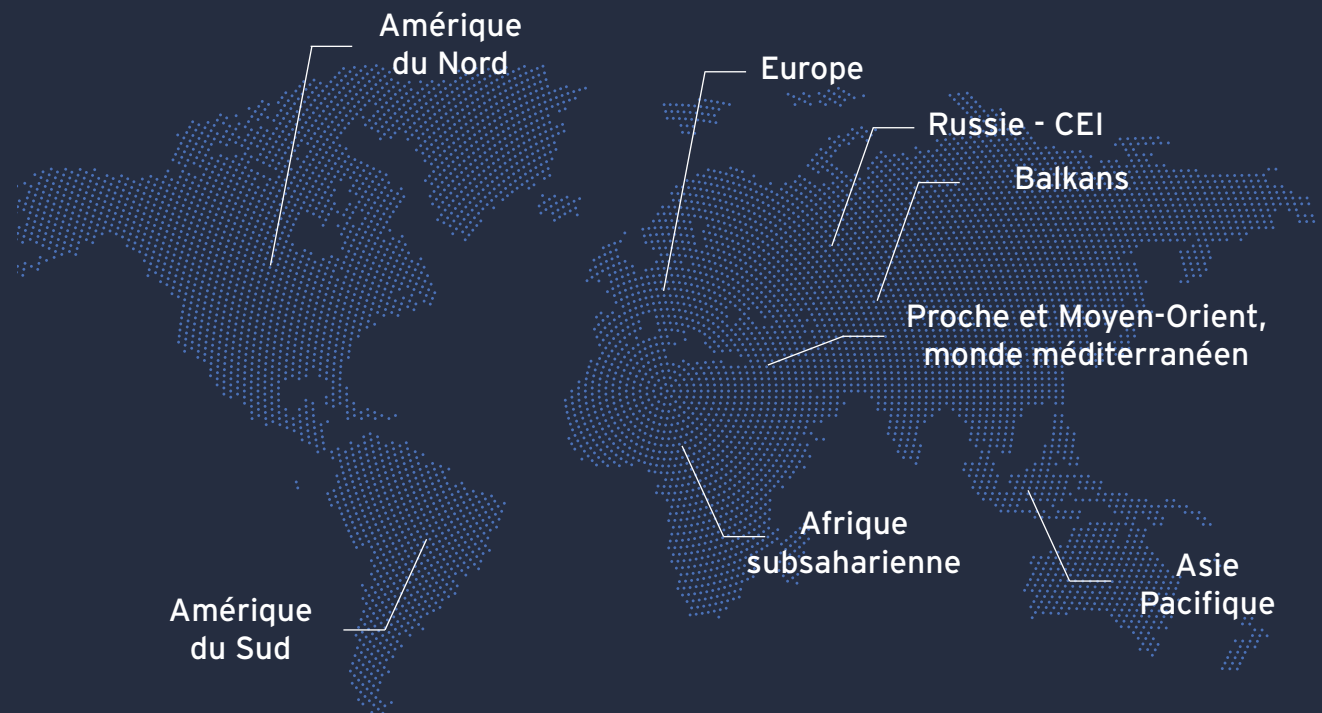 Amérique
du Nord
Europe
Russie - CEI
Balkans
Proche et Moyen-Orient,
monde méditerranéen
Afrique
subsaharienne
Asie
Pacifique
Amérique
du Sud